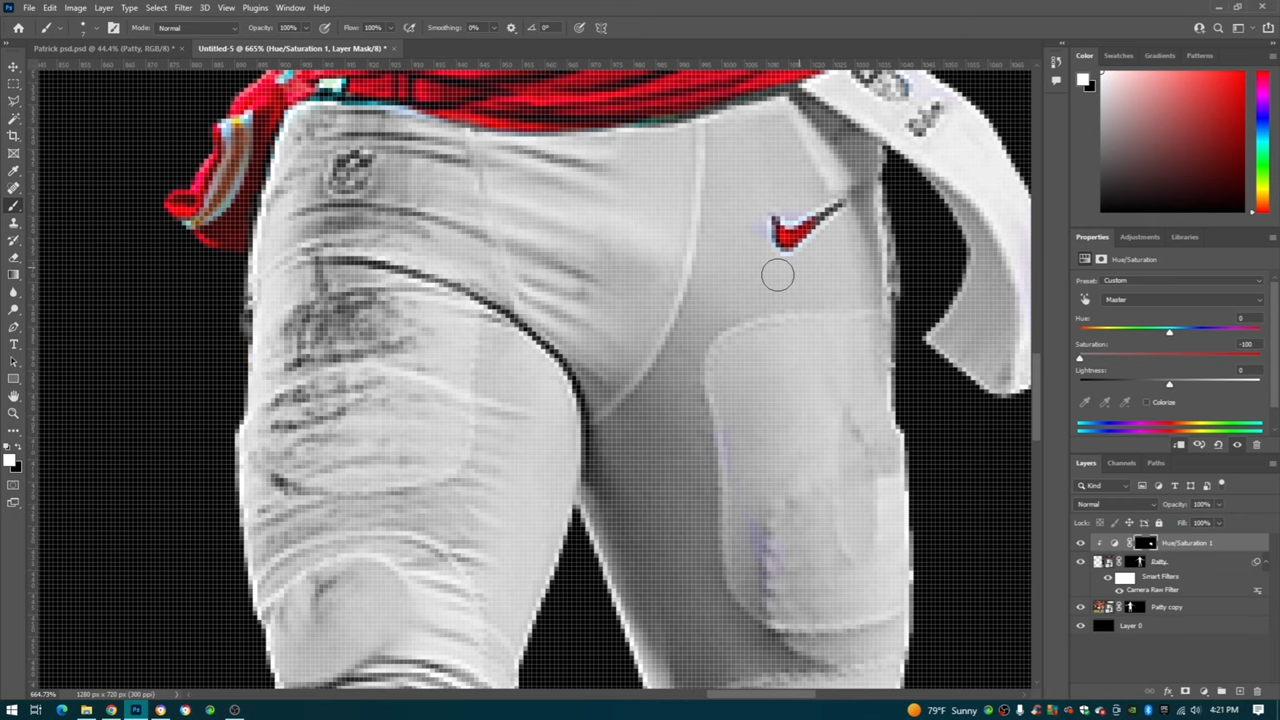 File Edit Image Layer Type Select Filter 3D View Plugins Window Help
Mode: Normal Opacity: 100% Flow: 100% Smoothing: 0% 0°
Patrick psd.psd @ 44.4% (Patty, RGB/8) * × Untitled-5 @ 665% (Hue/Saturation 1, Layer Mask/8) * ×
Color Swatches Gradients Patterns
Properties Adjustments Libraries
Hue/Saturation
Preset: Custom
Master
Hue: 0
Saturation: -100
Lightness: 0
Colorize
Layers Channels Paths
Kind
Normal Opacity: 100%
Lock: Fill: 100%
Hue/Saturation 1
Patty
Smart Filters
Camera Raw Filter
Patty copy
Layer 0
664.73% 1280 px x 720 px (300 ppi)
79°F Sunny 4:21 PM